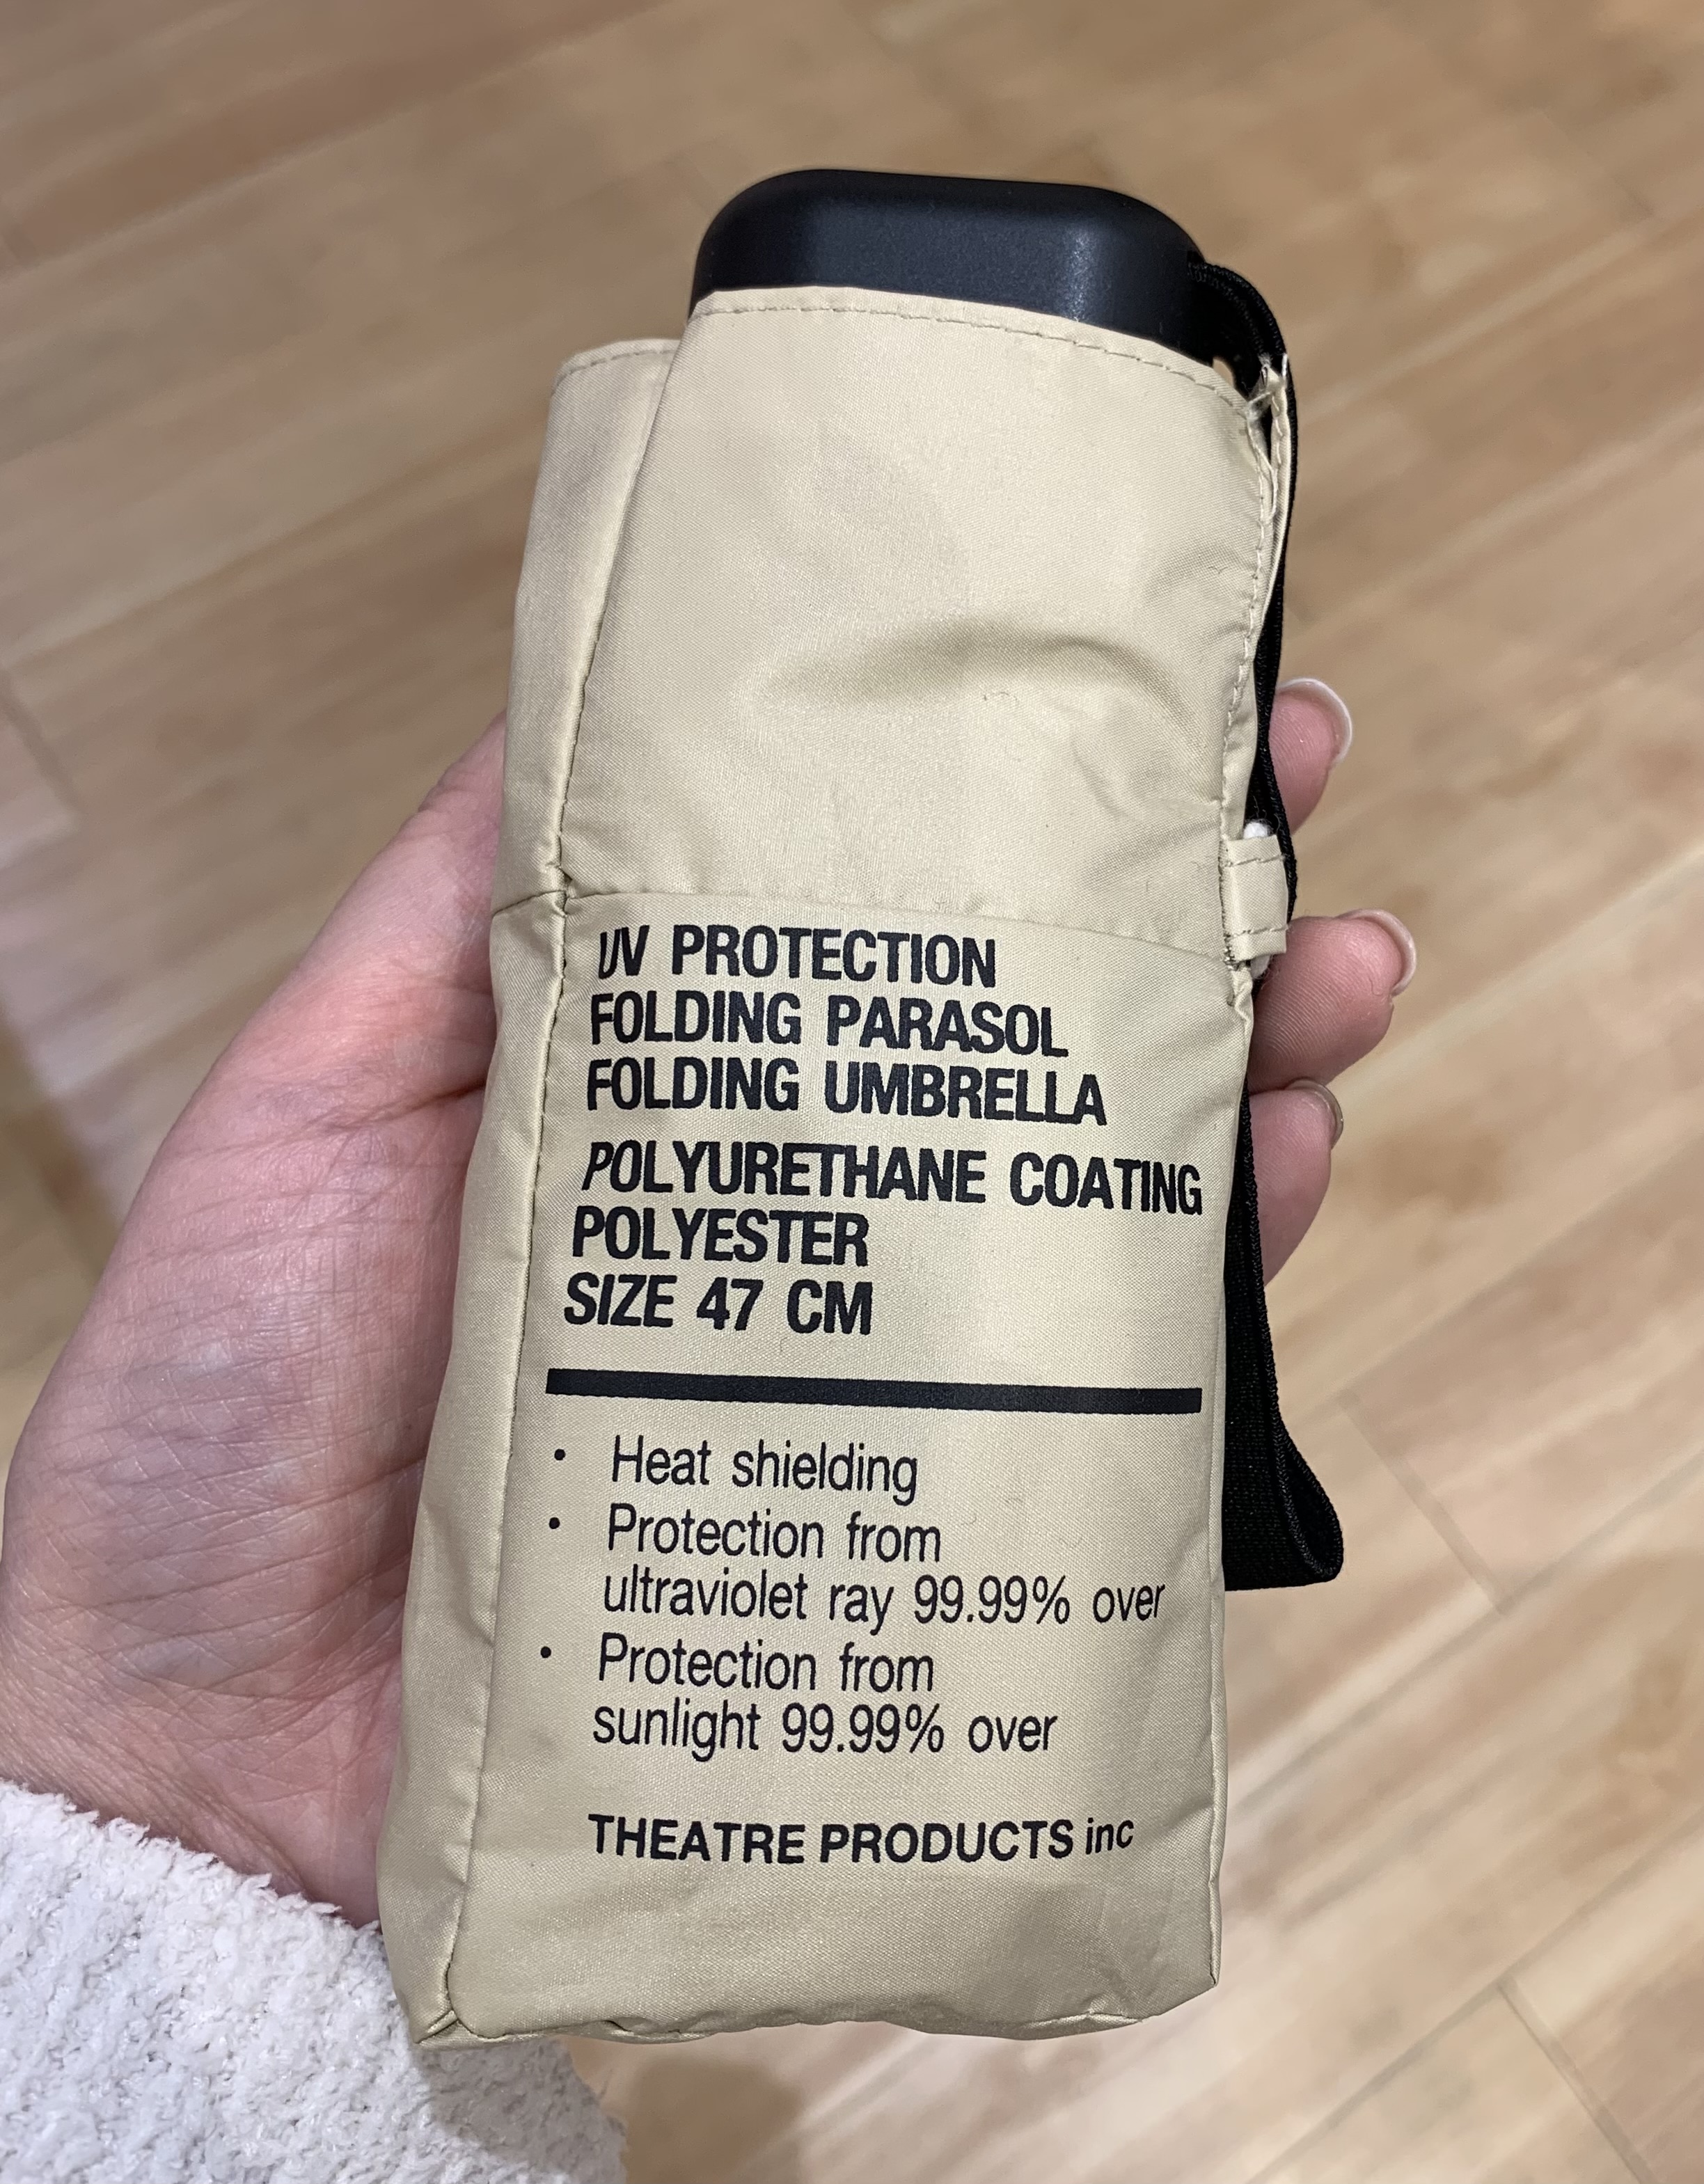 UV PROTECTION
FOLDING PARASOL
FOLDING UMBRELLA
POLYURETHANE COATING
POLYESTER
SIZE 47 CM
· Heat shielding
· Protection from
ultraviolet ray 99.99% over
· Protection from
sunlight 99.99% over
THEATRE PRODUCTS inc